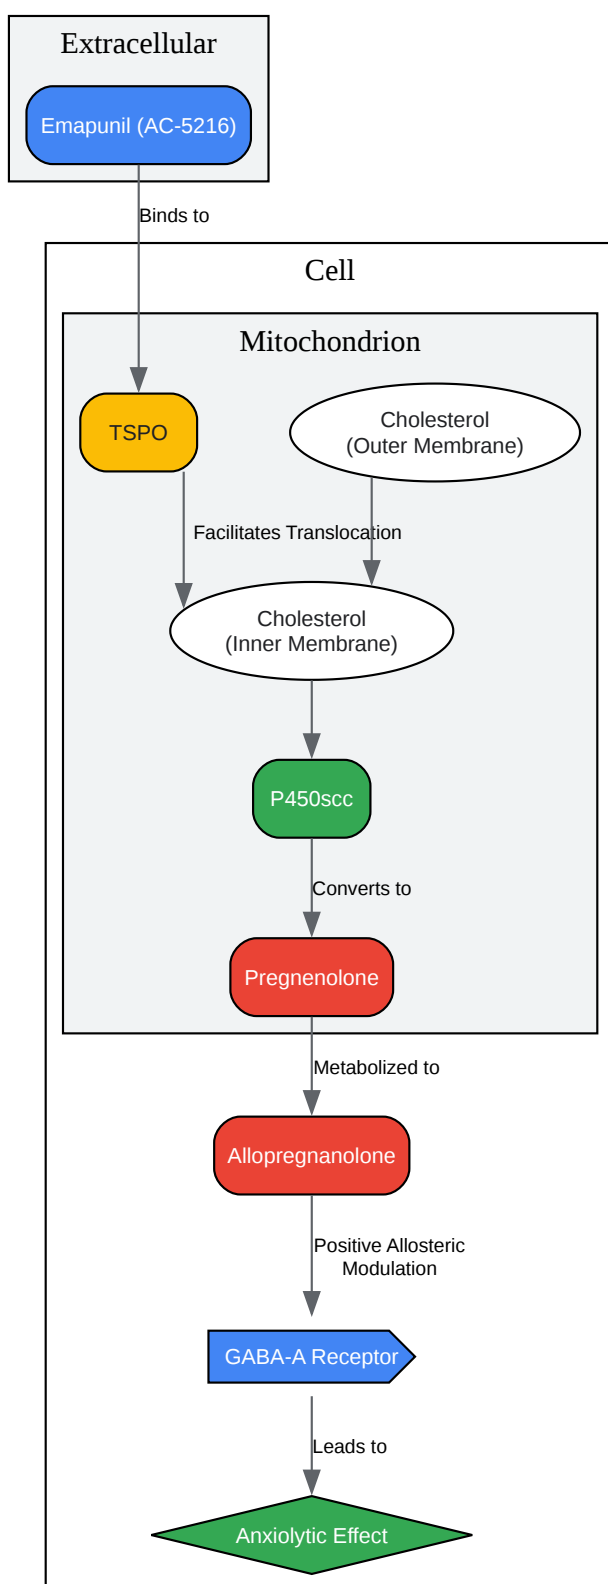 Extracellular
Emapunil (AC-5216)
Binds to
Cell
Mitochondrion
TSPO
Cholesterol
(Outer Membrane)
Facilitates Translocation
Cholesterol
(Inner Membrane)
P450scc
Converts to
Pregnenolone
Metabolized to
Allopregnanolone
Positive Allosteric
Modulation
GABA-A Receptor
Leads to
Anxiolytic Effect